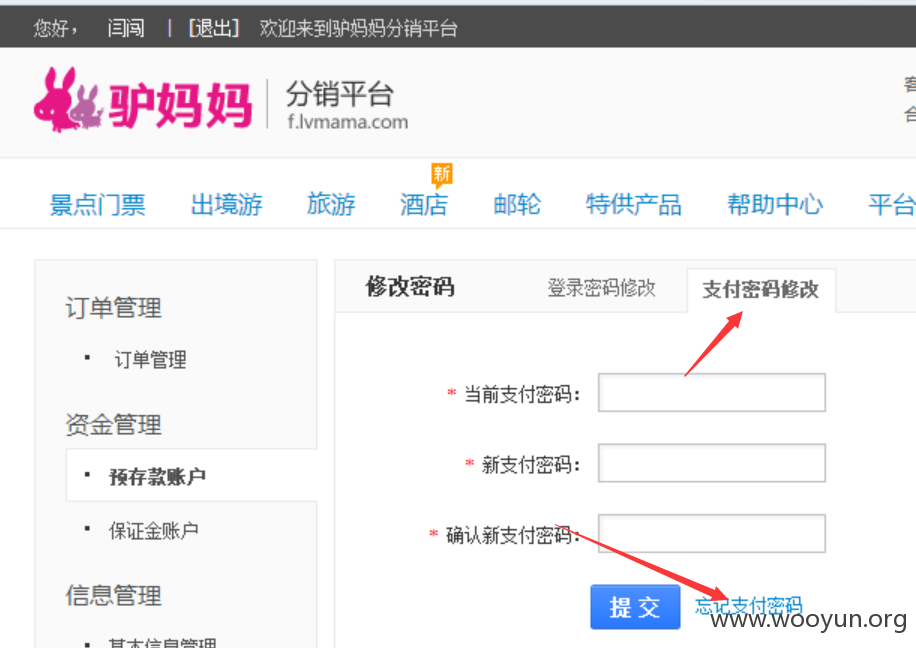 您好， 闫闯 | [退出] 欢迎来到驴妈妈分销平台
驴妈妈 分销平台
f.lvmama.com
客
合
新
景点门票 出境游 旅游 酒店 邮轮 特供产品 帮助中心 平台
修改密码 登录密码修改 支付密码修改
订单管理
· 订单管理
资金管理
· 预存款账户
· 保证金账户
信息管理
· 基本信息管理
* 当前支付密码：
* 新支付密码：
* 确认新支付密码：
提交 忘记支付密码
www.wooyun.org